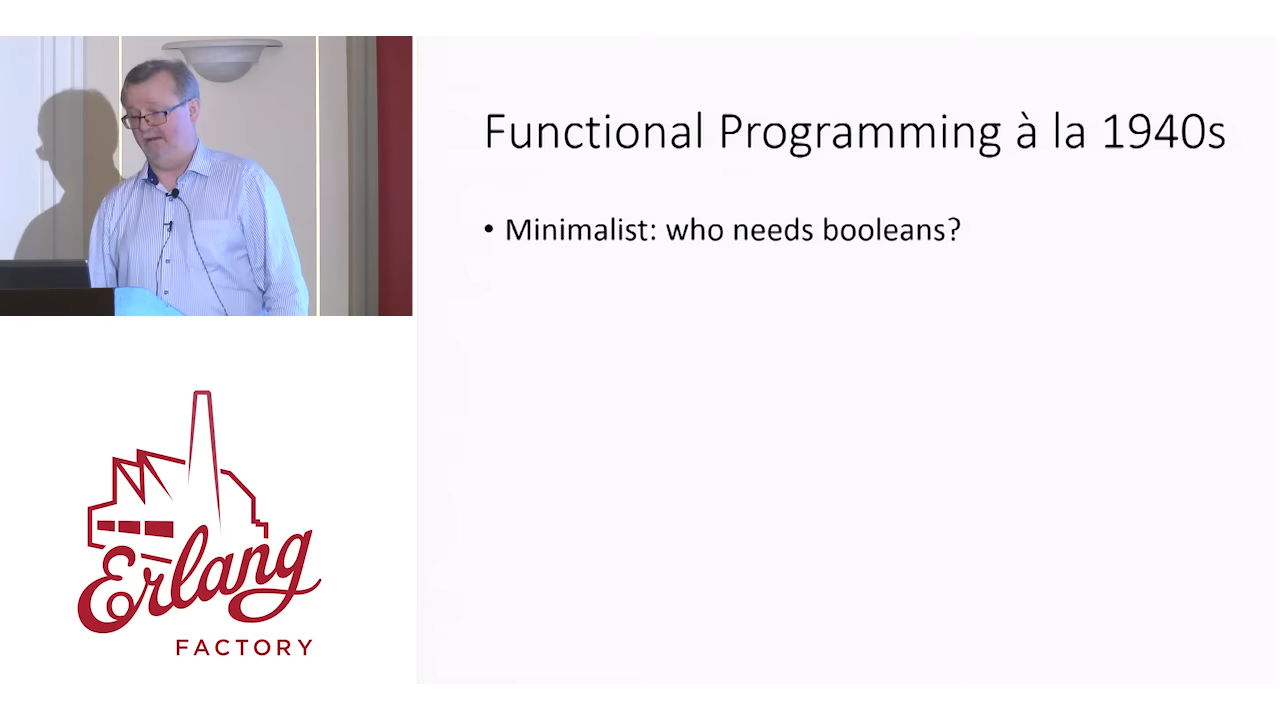 Functional Programming à la 1940s
• Minimalist: who needs booleans?
Erlang
FACTORY